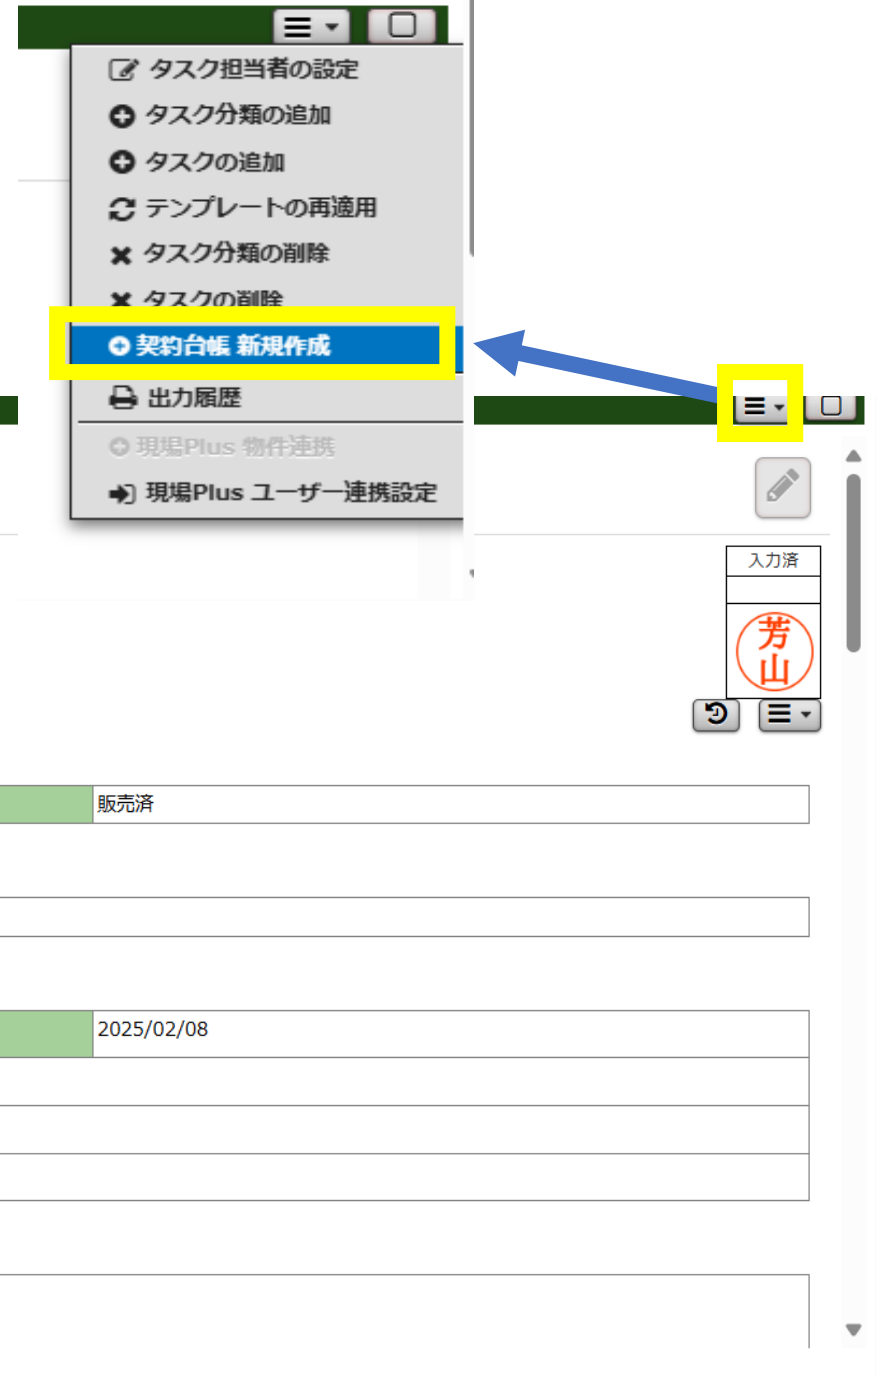 タスク担当者の設定
タスク分類の追加
タスクの追加
テンプレートの再適用
タスク分類の削除
タスクの削除
契約台帳 新規作成
出力履歴
現場Plus 物件連携
現場Plus ユーザー連携設定
入力済
芳山
販売済
2025/02/08